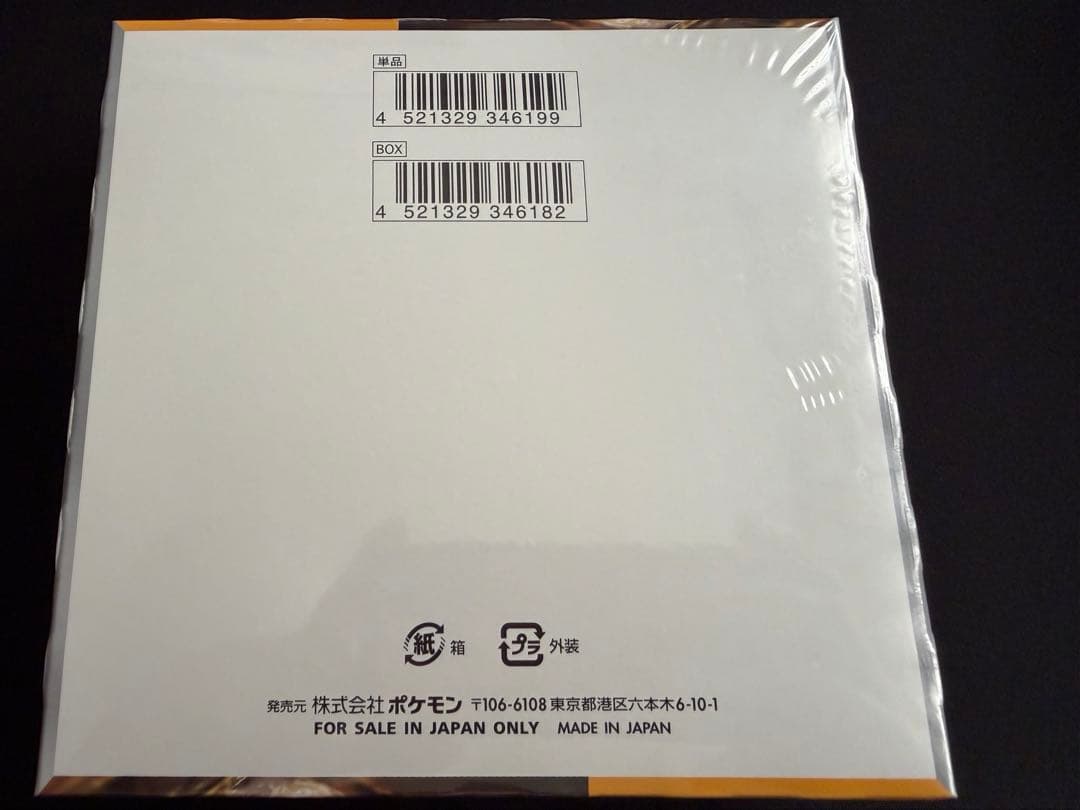 単品
4 521329 346199
BOX
4 521329 346182
紙 箱 プラ 外装
発売元 株式会社 ポケモン 〒106-6108 東京都港区六本木6-10-1
FOR SALE IN JAPAN ONLY MADE IN JAPAN